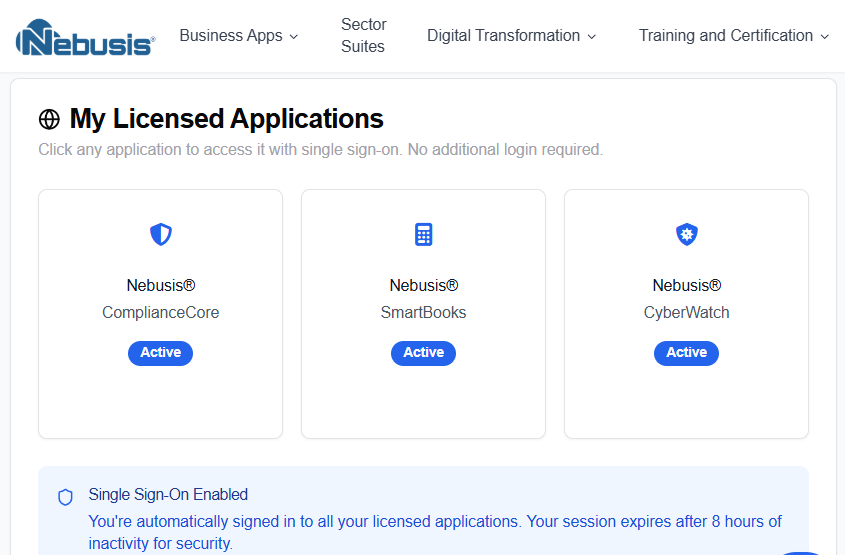 Nebusis®
Business Apps
Sector
Suites
Digital Transformation
Training and Certification
My Licensed Applications
Click any application to access it with single sign-on. No additional login required.
Nebusis®
ComplianceCore
Active
Nebusis®
SmartBooks
Active
Nebusis®
CyberWatch
Active
Single Sign-On Enabled
You're automatically signed in to all your licensed applications. Your session expires after 8 hours of
inactivity for security.